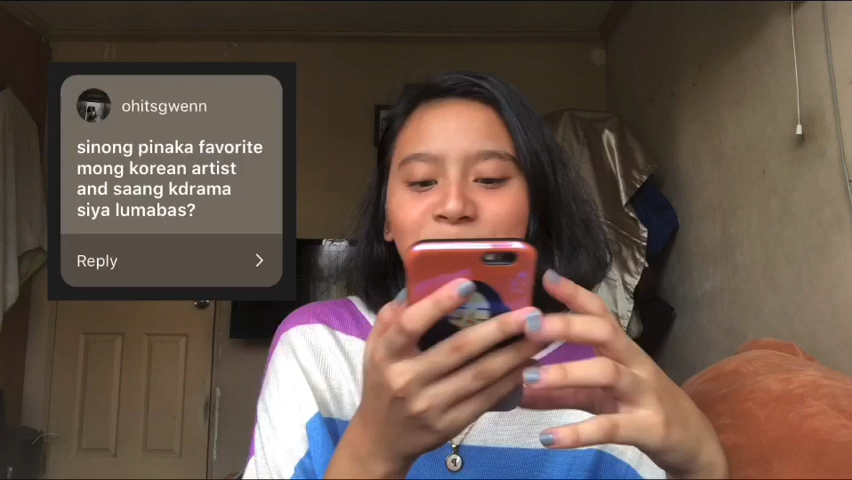 ohitsgwenn
sinong pinaka favorite
mong korean artist
and saang kdrama
siya lumabas?
Reply